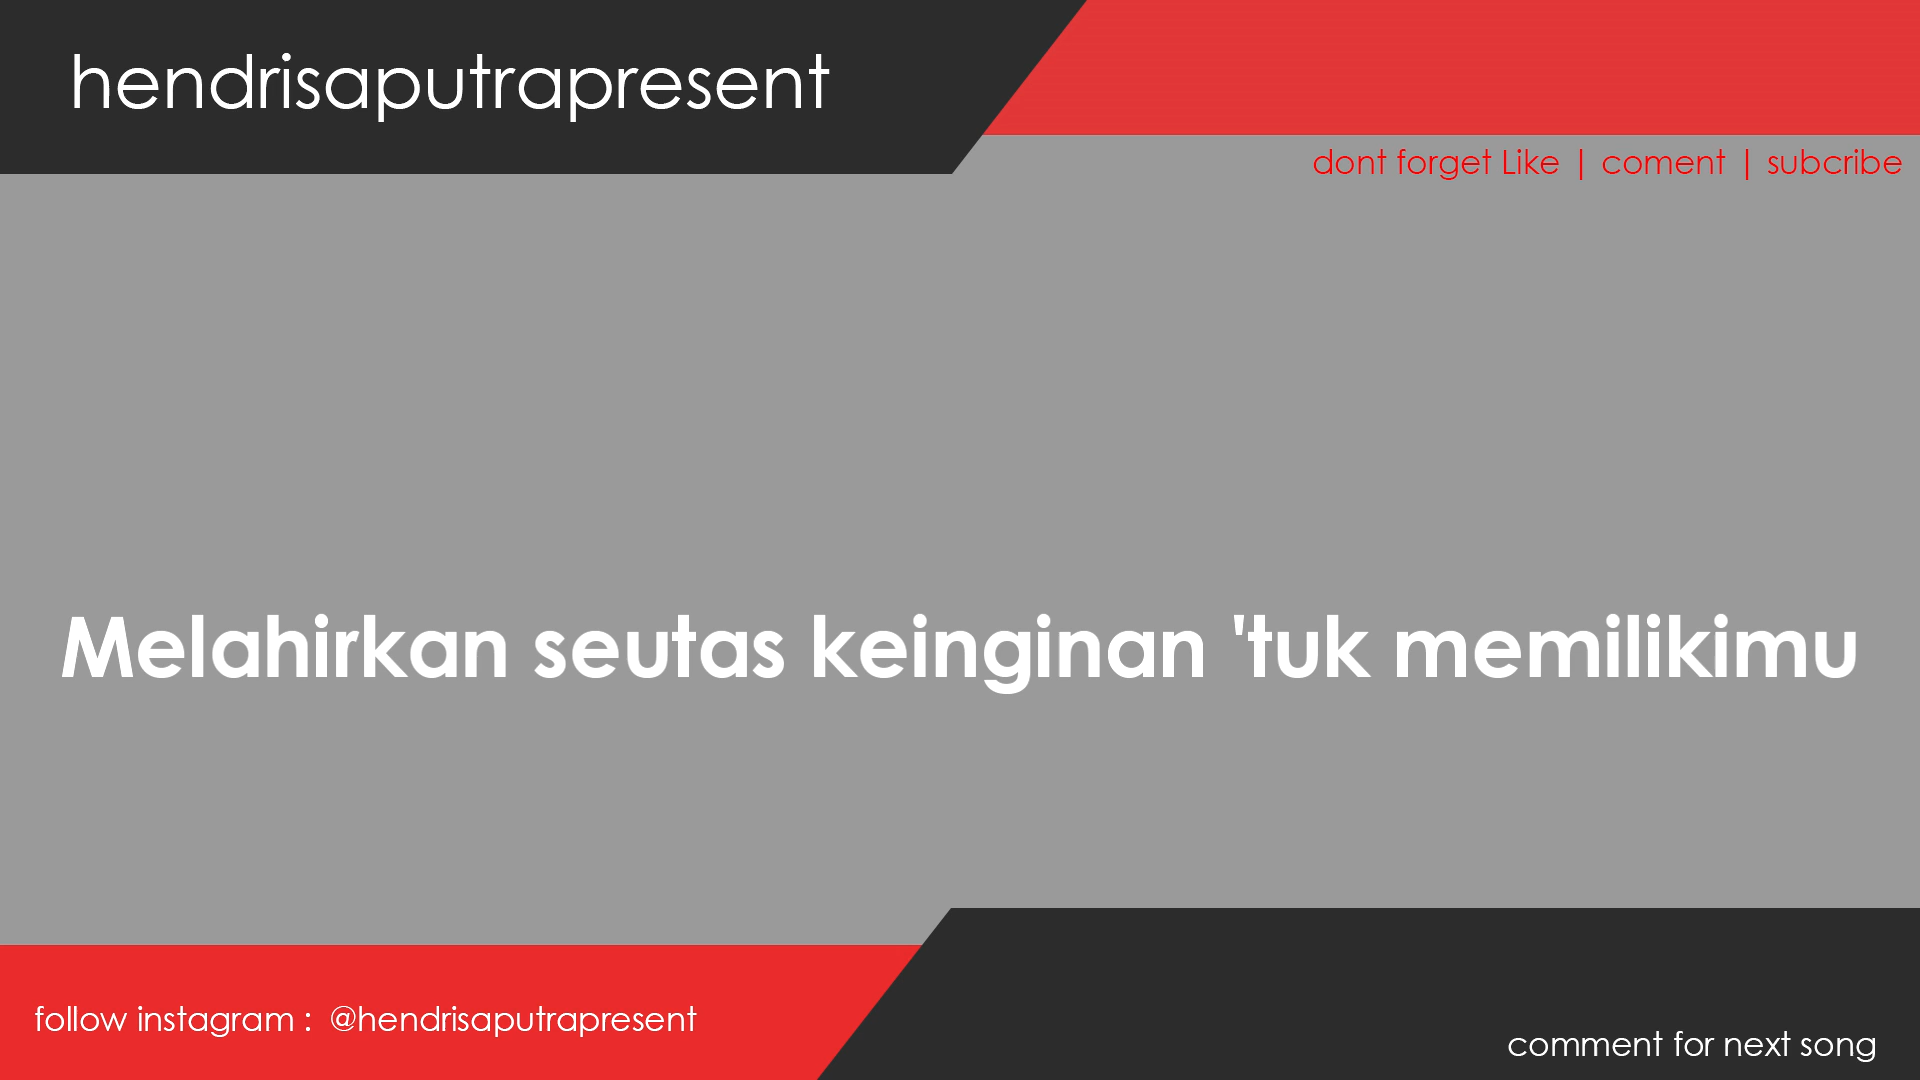 hendrisaputrapresent
dont forget Like | coment | subcribe
Melahirkan seutas keinginan 'tuk memilikimu
follow instagram : @hendrisaputrapresent
comment for next song